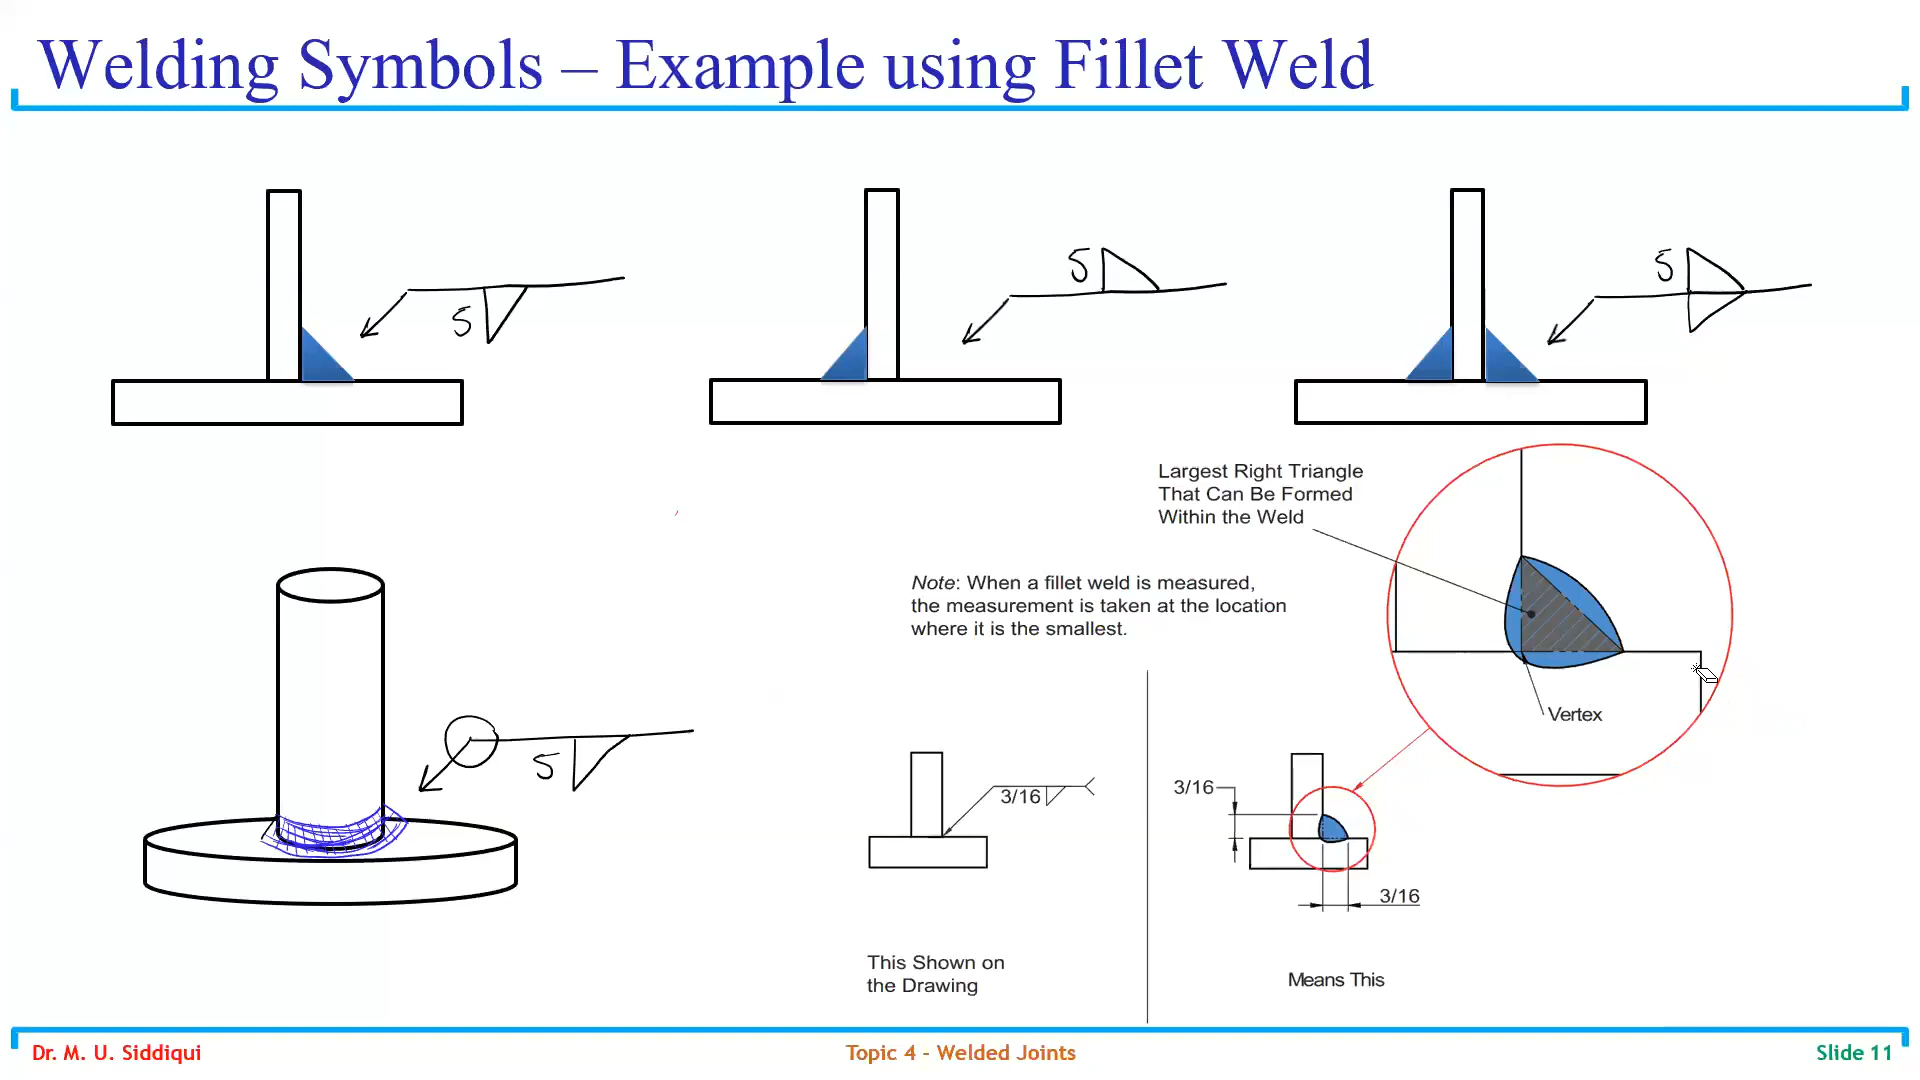 Welding Symbols – Example using Fillet Weld
5
5
5
Largest Right Triangle
That Can Be Formed
Within the Weld
Note: When a fillet weld is measured,
the measurement is taken at the location
where it is the smallest.
Vertex
5
3/16
3/16
3/16
This Shown on
the Drawing
Means This
Dr. M. U. Siddiqui
Topic 4 - Welded Joints
Slide 11